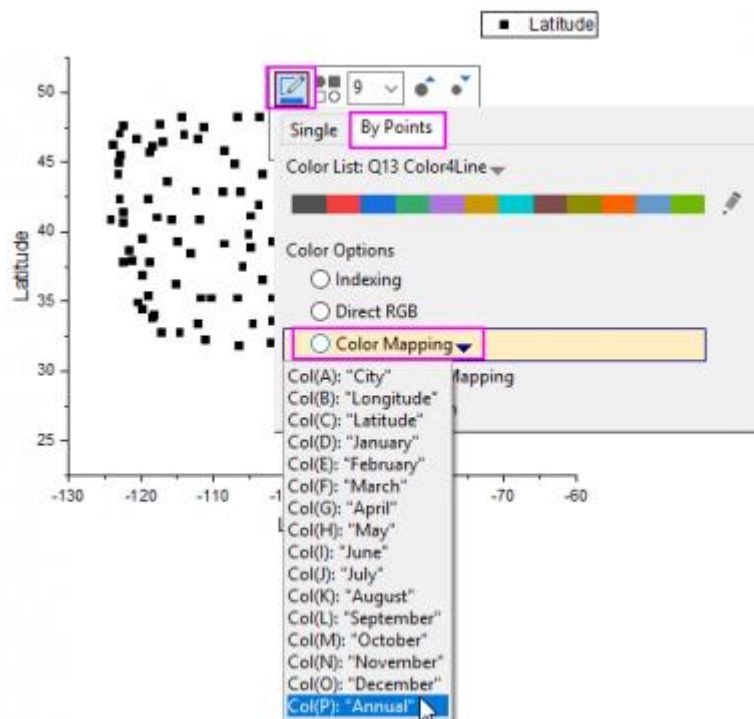 Latitude
9
Single By Points
Color List: Q13 Color4Line
Color Options
Indexing
Direct RGB
Color Mapping
Mapping
Col(A): "City"
Col(B): "Longitude"
Col(C): "Latitude"
Col(D): "January"
Col(E): "February"
Col(F): "March"
Col(G): "April"
Col(H): "May"
Col(I): "June"
Col(J): "July"
Col(K): "August"
Col(L): "September"
Col(M): "October"
Col(N): "November"
Col(O): "December"
Col(P): "Annual"
Latitude
50
45
40
35
30
25
-130 -120 -110 -70 -60